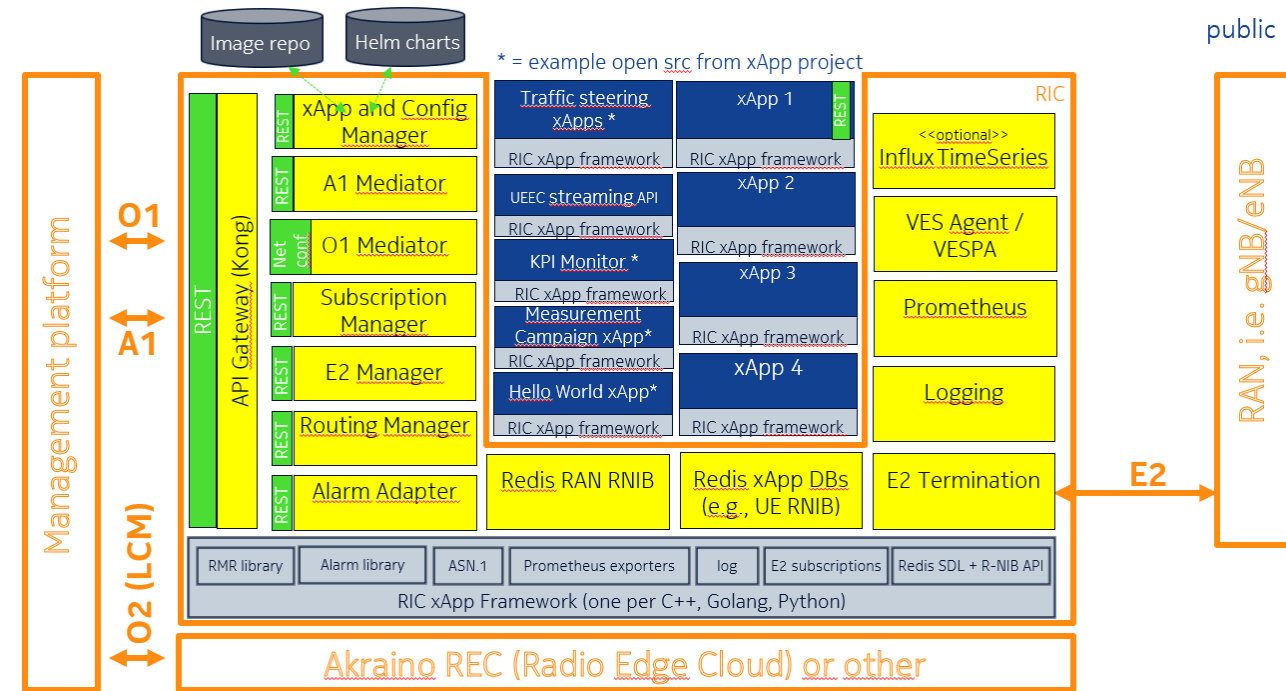 public
Image repo
Helm charts
* = example open src from xApp project
Management platform
O1
A1
O2 (LCM)
RIC
REST
API Gateway (Kong)
REST
xApp and Config
Manager
REST
A1 Mediator
Net
conf
O1 Mediator
REST
Subscription
Manager
REST
E2 Manager
REST
Routing Manager
REST
Alarm Adapter
Traffic steering
xApps *
RIC xApp framework
UEEC streaming API
RIC xApp framework
KPI Monitor *
RIC xApp framework
Measurement
Campaign xApp*
RIC xApp framework
Hello World xApp*
RIC xApp framework
xApp 1
REST
RIC xApp framework
xApp 2
RIC xApp framework
xApp 3
RIC xApp framework
xApp 4
RIC xApp framework
<<optional>>
Influx TimeSeries
VES Agent /
VESPA
Prometheus
Logging
Redis RAN RNIB
Redis xApp DBs
(e.g., UE RNIB)
E2 Termination
E2
RAN, i.e. gNB/eNB
RMR library
Alarm library
ASN.1
Prometheus exporters
log
E2 subscriptions
Redis SDL + R-NIB API
RIC xApp Framework (one per C++, Golang, Python)
Akraino REC (Radio Edge Cloud) or other